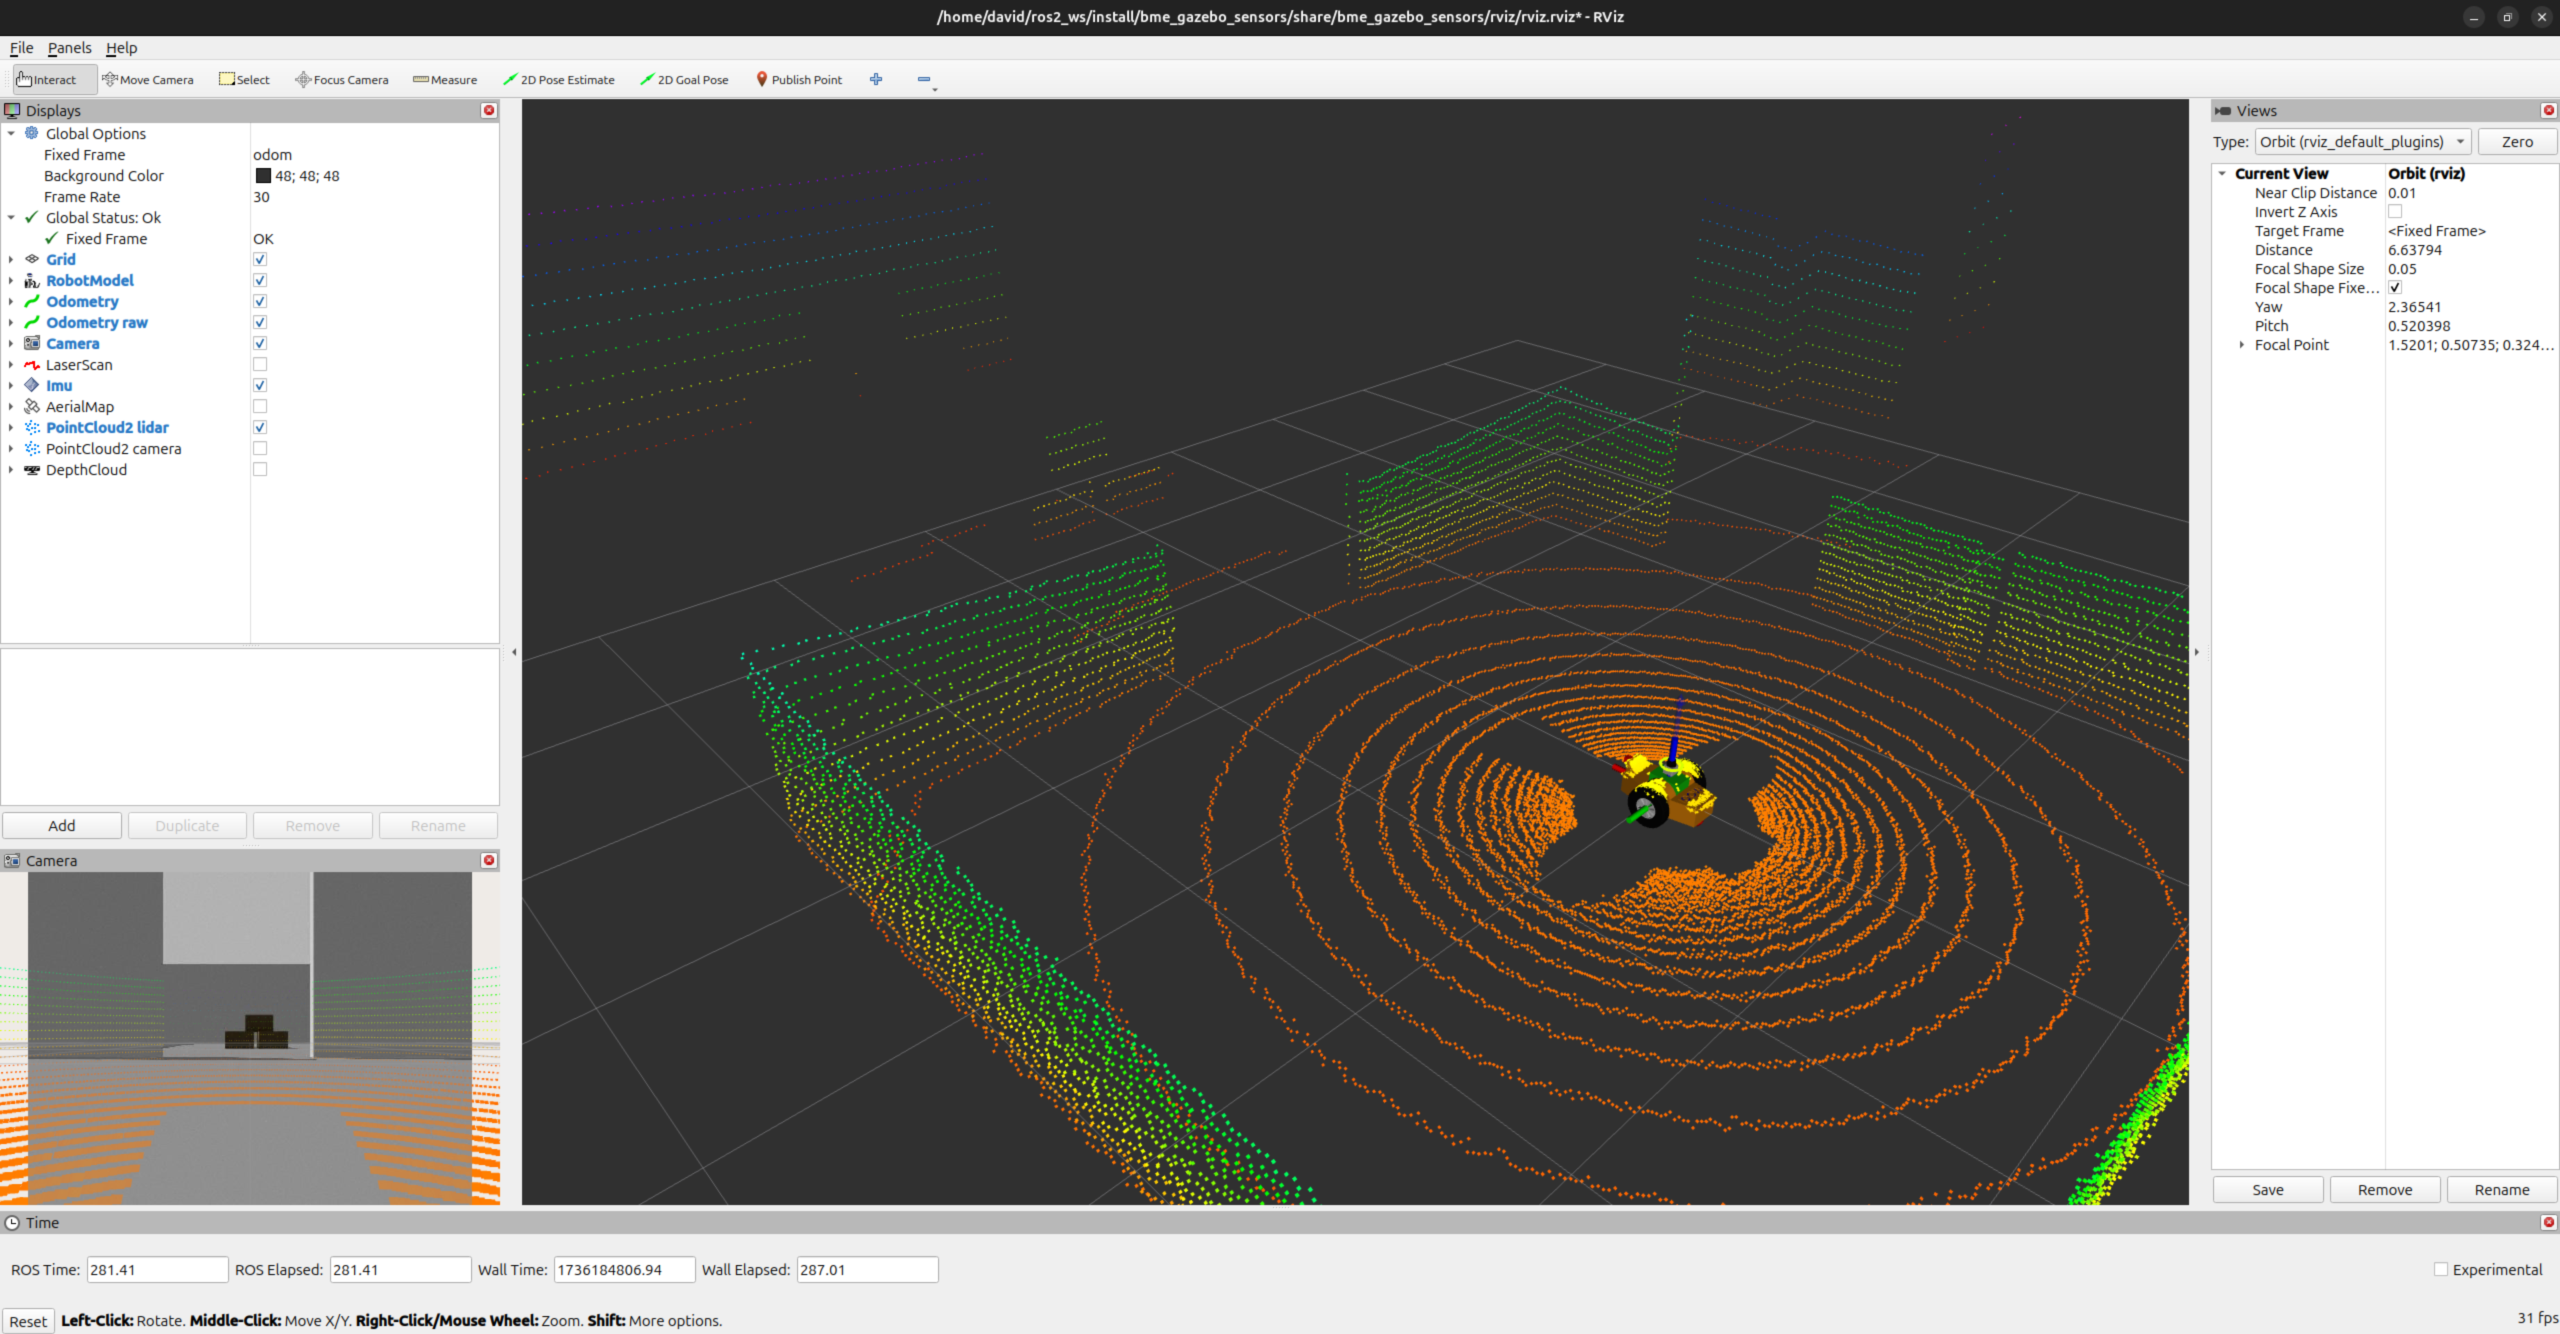 /home/david/ros2_ws/install/bme_gazebo_sensors/share/bme_gazebo_sensors/rviz/rviz.rviz* - RViz
File Panels Help
Interact Move Camera Select Focus Camera Measure 2D Pose Estimate 2D Goal Pose Publish Point
Displays
Global Options
Fixed Frame odom
Background Color 48; 48; 48
Frame Rate 30
Global Status: Ok
Fixed Frame OK
Grid
RobotModel
Odometry
Odometry raw
Camera
LaserScan
Imu
AerialMap
PointCloud2 lidar
PointCloud2 camera
DepthCloud
Add Duplicate Remove Rename
Camera
Views
Type: Orbit (rviz_default_plugins) Zero
Current View Orbit (rviz)
Near Clip Distance 0.01
Invert Z Axis
Target Frame <Fixed Frame>
Distance 6.63794
Focal Shape Size 0.05
Focal Shape Fixe...
Yaw 2.36541
Pitch 0.520398
Focal Point 1.5201; 0.50735; 0.324...
Save Remove Rename
Time
ROS Time: 281.41 ROS Elapsed: 281.41 Wall Time: 1736184806.94 Wall Elapsed: 287.01 Experimental
Reset Left-Click: Rotate. Middle-Click: Move X/Y. Right-Click/Mouse Wheel: Zoom. Shift: More options. 31 fps